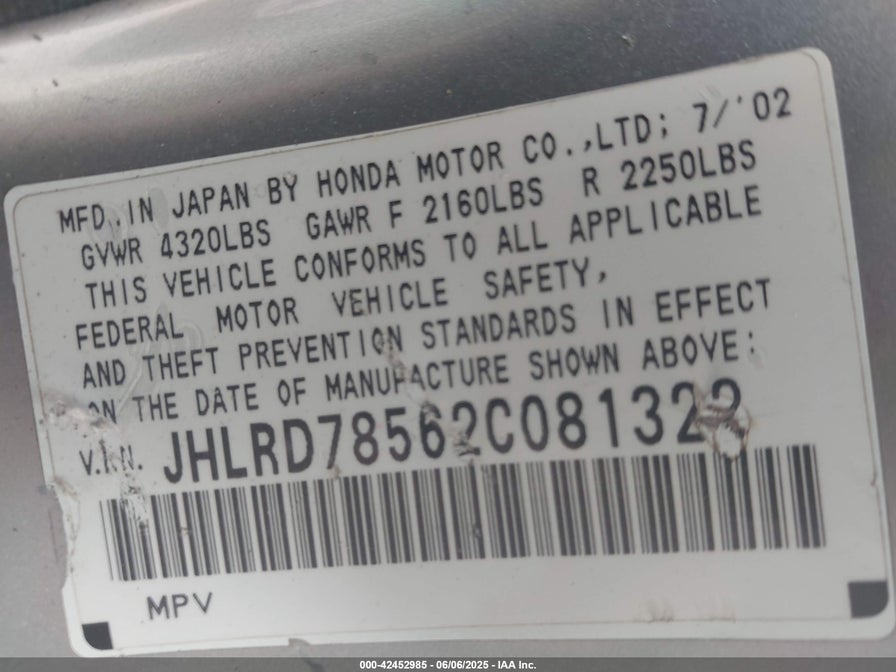 MFD. IN JAPAN BY HONDA MOTOR CO.,LTD; 7/'02
GVWR 4320LBS GAWR F 2160LBS R 2250LBS
THIS VEHICLE CONFORMS TO ALL APPLICABLE
FEDERAL MOTOR VEHICLE SAFETY,
AND THEFT PREVENTION STANDARDS IN EFFECT
ON THE DATE OF MANUFACTURE SHOWN ABOVE:
V.I.N. JHLRD78562C081322
MPV
000-42452985 - 06/06/2025 - IAA Inc.